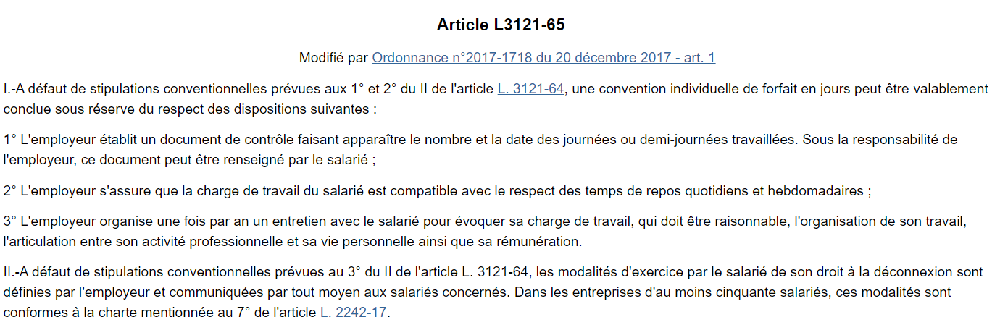 Article L3121-65
Modifié par Ordonnance n°2017-1718 du 20 décembre 2017 - art. 1
I.-A défaut de stipulations conventionnelles prévues aux 1° et 2° du II de l'article L. 3121-64, une convention individuelle de forfait en jours peut être valablement
conclue sous réserve du respect des dispositions suivantes :
1° L'employeur établit un document de contrôle faisant apparaître le nombre et la date des journées ou demi-journées travaillées. Sous la responsabilité de
l'employeur, ce document peut être renseigné par le salarié ;
2° L'employeur s'assure que la charge de travail du salarié est compatible avec le respect des temps de repos quotidiens et hebdomadaires ;
3° L'employeur organise une fois par an un entretien avec le salarié pour évoquer sa charge de travail, qui doit être raisonnable, l'organisation de son travail,
l'articulation entre son activité professionnelle et sa vie personnelle ainsi que sa rémunération.
II.-A défaut de stipulations conventionnelles prévues au 3° du II de l'article L. 3121-64, les modalités d'exercice par le salarié de son droit à la déconnexion sont
définies par l'employeur et communiquées par tout moyen aux salariés concernés. Dans les entreprises d'au moins cinquante salariés, ces modalités sont
conformes à la charte mentionnée au 7° de l'article L. 2242-17.